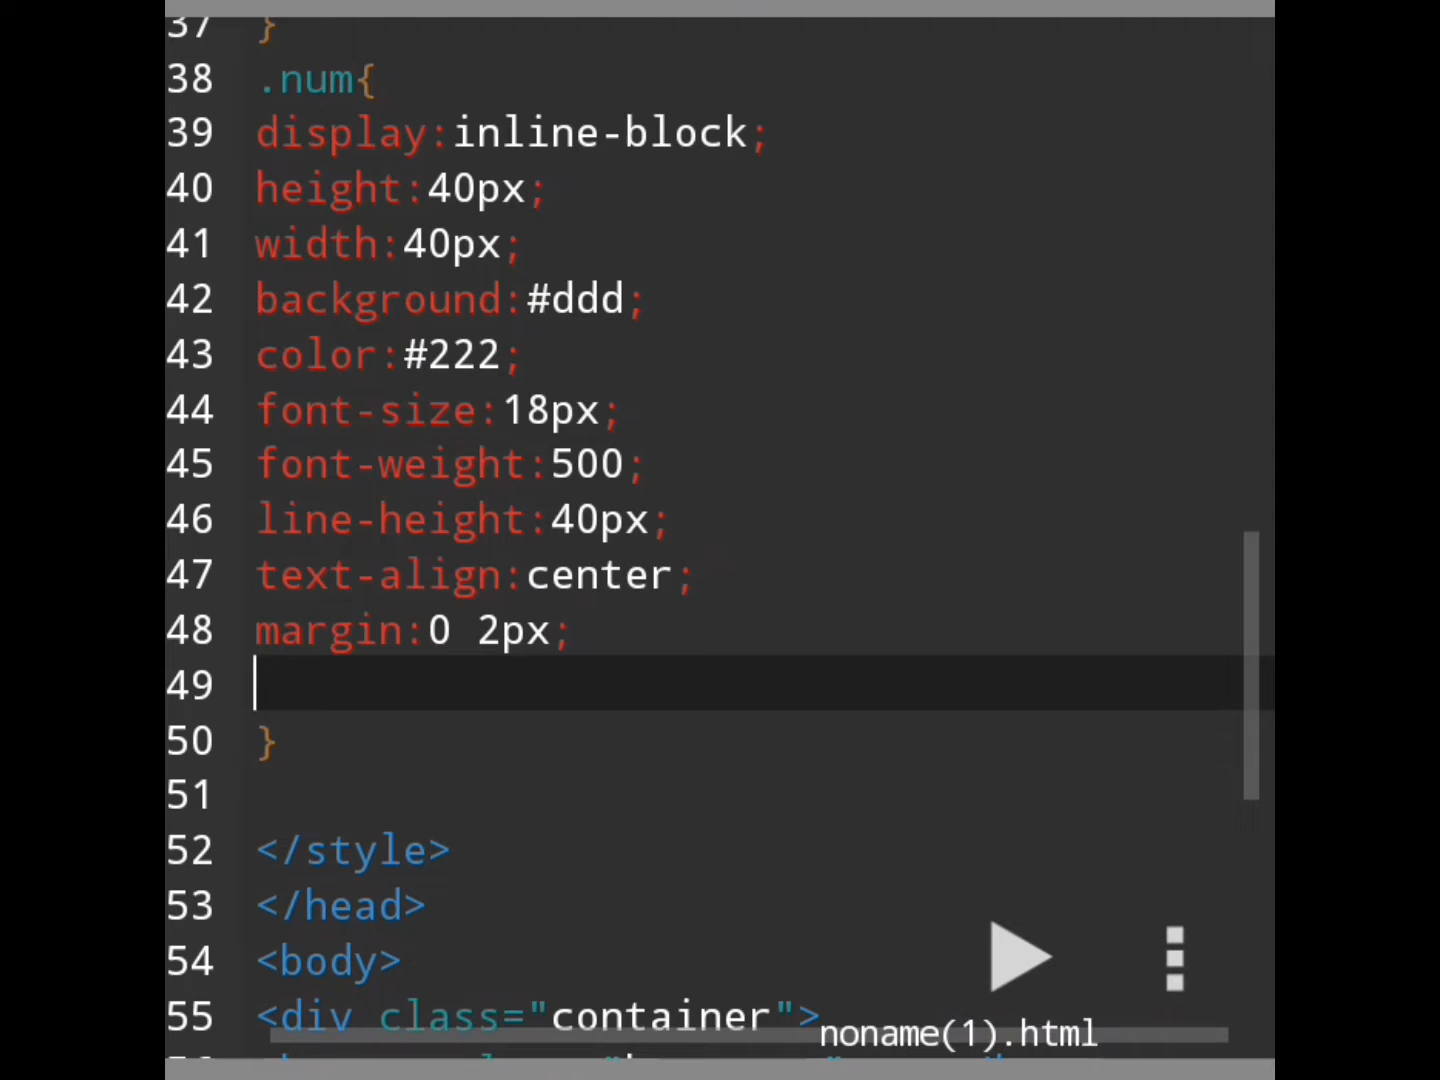 37 }
38 .num{
39 display:inline-block;
40 height:40px;
41 width:40px;
42 background:#ddd;
43 color:#222;
44 font-size:18px;
45 font-weight:500;
46 line-height:40px;
47 text-align:center;
48 margin:0 2px;
49
50 }
51
52 </style>
53 </head>
54 <body>
55 <div class="container">
noname(1).html